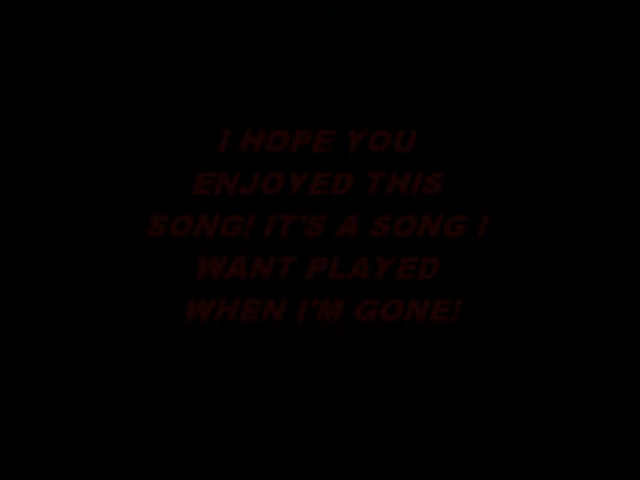 I HOPE YOU
ENJOYED THIS
SONG! IT'S A SONG I
WANT PLAYED
WHEN I'M GONE!